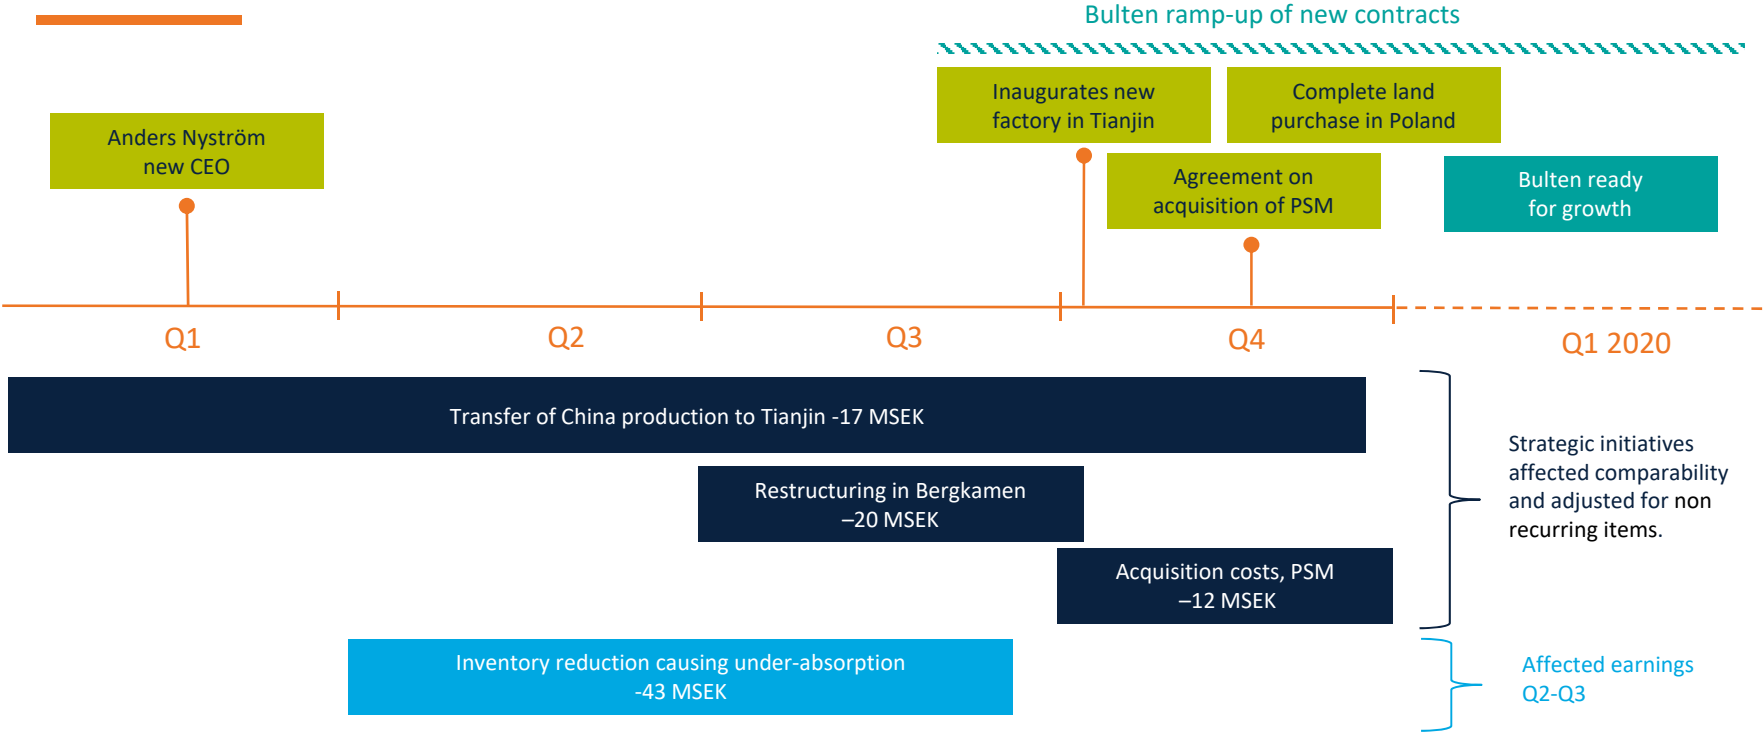 Bulten ramp-up of new contracts
Anders Nyström
new CEO
Inaugurates new
factory in Tianjin
Complete land
purchase in Poland
Agreement on
acquisition of PSM
Bulten ready
for growth
Q1
Q2
Q3
Q4
Q1 2020
Transfer of China production to Tianjin -17 MSEK
Restructuring in Bergkamen
–20 MSEK
Acquisition costs, PSM
–12 MSEK
Strategic initiatives
affected comparability
and adjusted for non
recurring items.
Inventory reduction causing under-absorption
-43 MSEK
Affected earnings
Q2-Q3